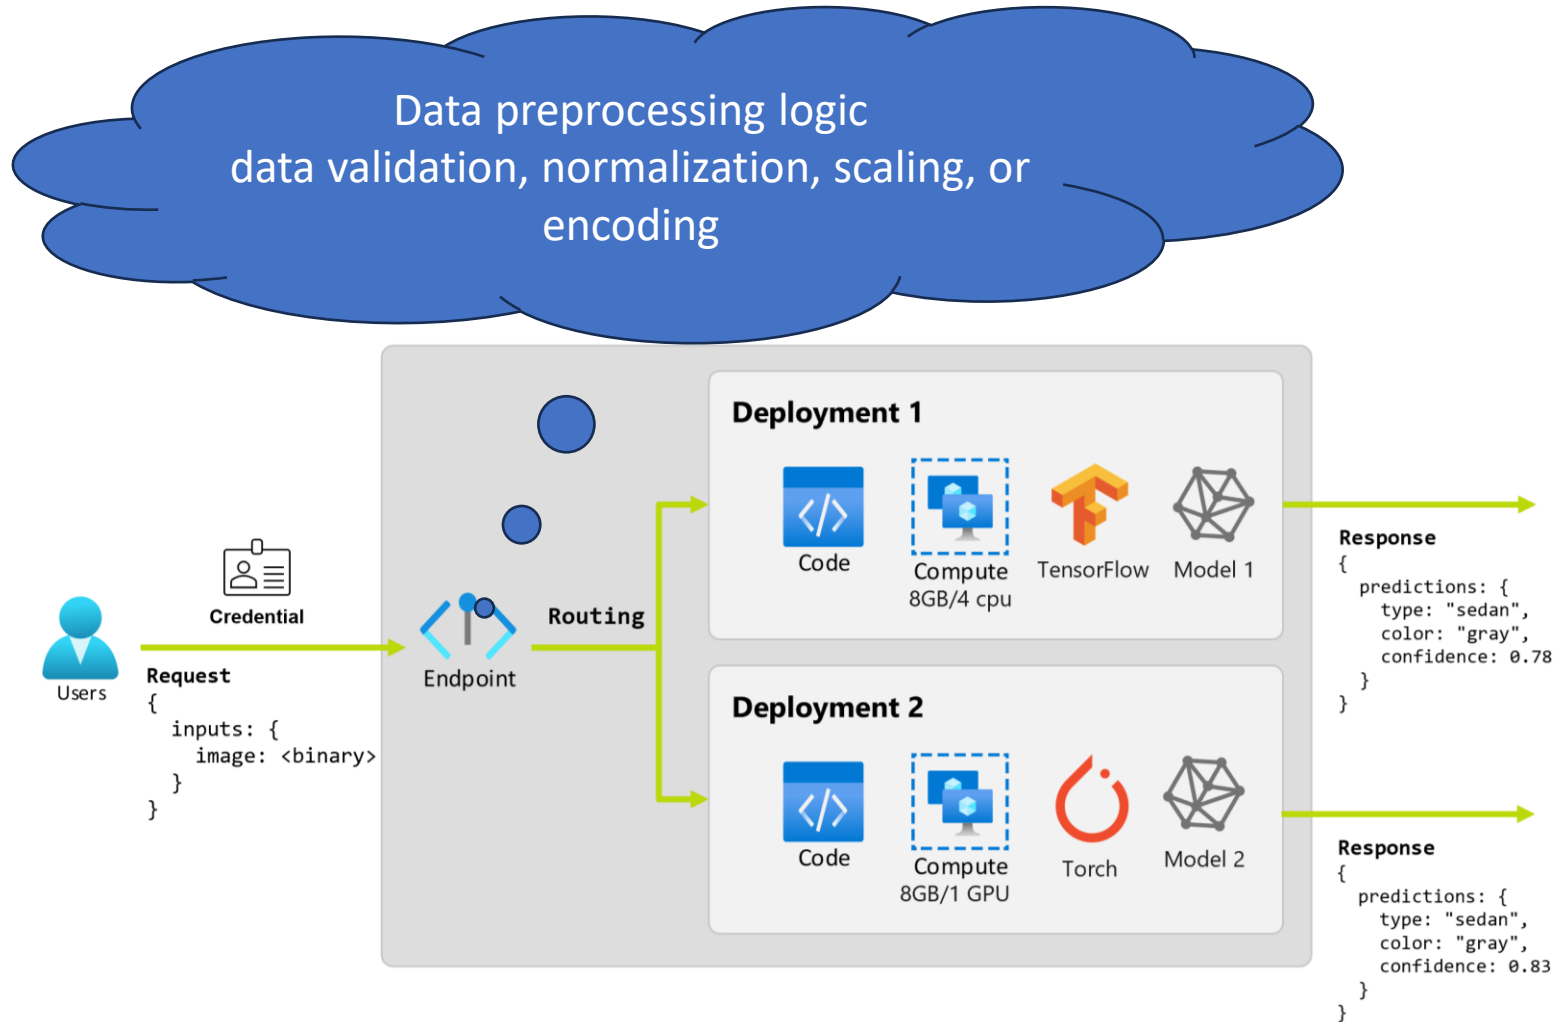 Data preprocessing logic
data validation, normalization, scaling, or
encoding
Deployment 1
Code
Compute
8GB/4 cpu
TensorFlow
Model 1
Credential
Users
Request
{
  inputs: {
    image: <binary>
  }
}
Endpoint
Routing
Deployment 2
Code
Compute
8GB/1 GPU
Torch
Model 2
Response
{
  predictions: {
    type: "sedan",
    color: "gray",
    confidence: 0.78
  }
}
Response
{
  predictions: {
    type: "sedan",
    color: "gray",
    confidence: 0.83
  }
}